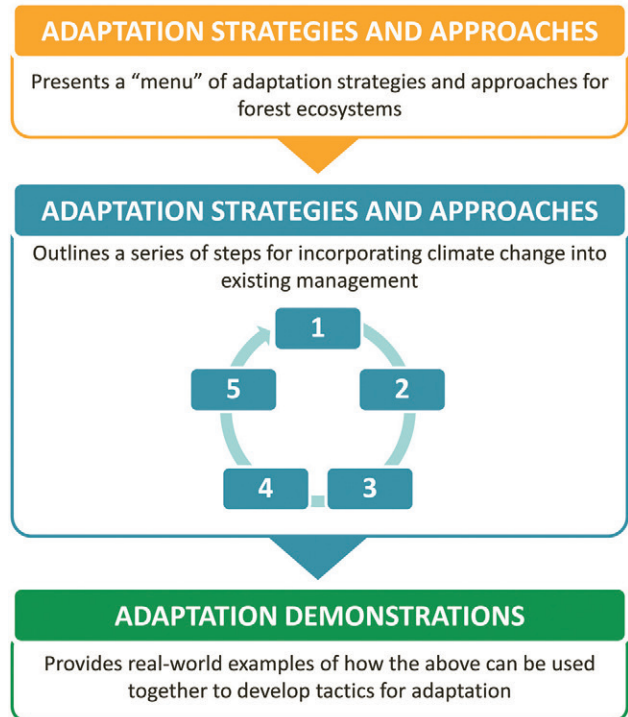 ADAPTATION STRATEGIES AND APPROACHES
Presents a “menu” of adaptation strategies and approaches for
forest ecosystems
ADAPTATION STRATEGIES AND APPROACHES
Outlines a series of steps for incorporating climate change into
existing management
1
5
2
4
3
ADAPTATION DEMONSTRATIONS
Provides real-world examples of how the above can be used
together to develop tactics for adaptation